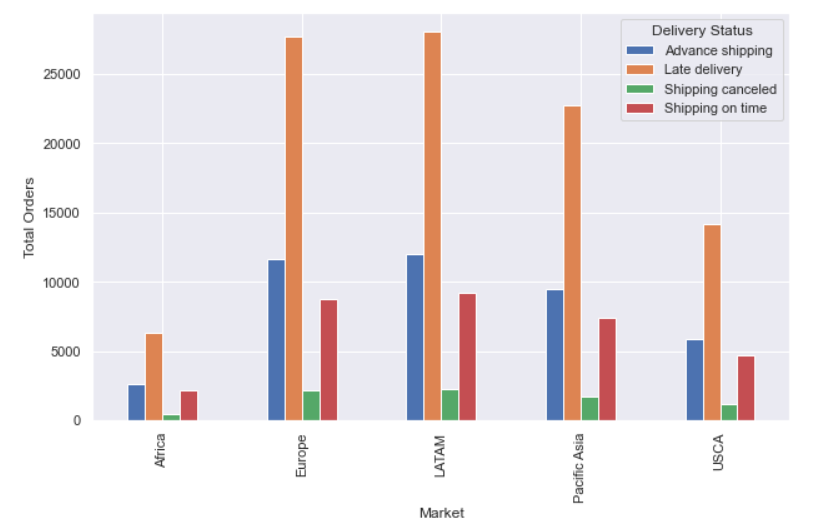 Delivery Status
Advance shipping
Late delivery
Shipping canceled
Shipping on time
Total Orders
25000
20000
15000
10000
5000
0
Africa
Europe
LATAM
Pacific Asia
USCA
Market